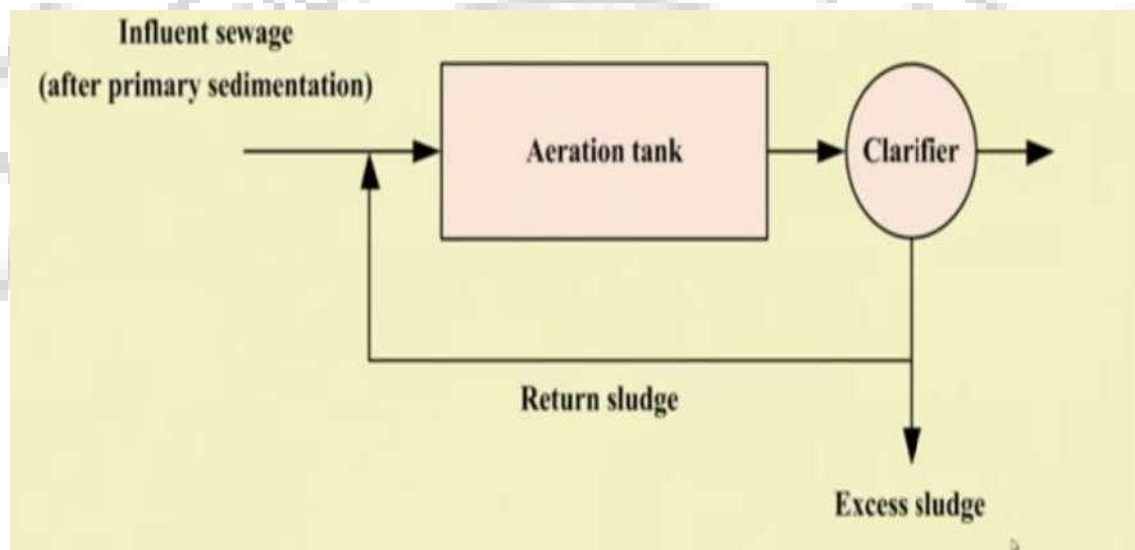 Influent sewage
(after primary sedimentation)
Aeration tank
Clarifier
Return sludge
Excess sludge